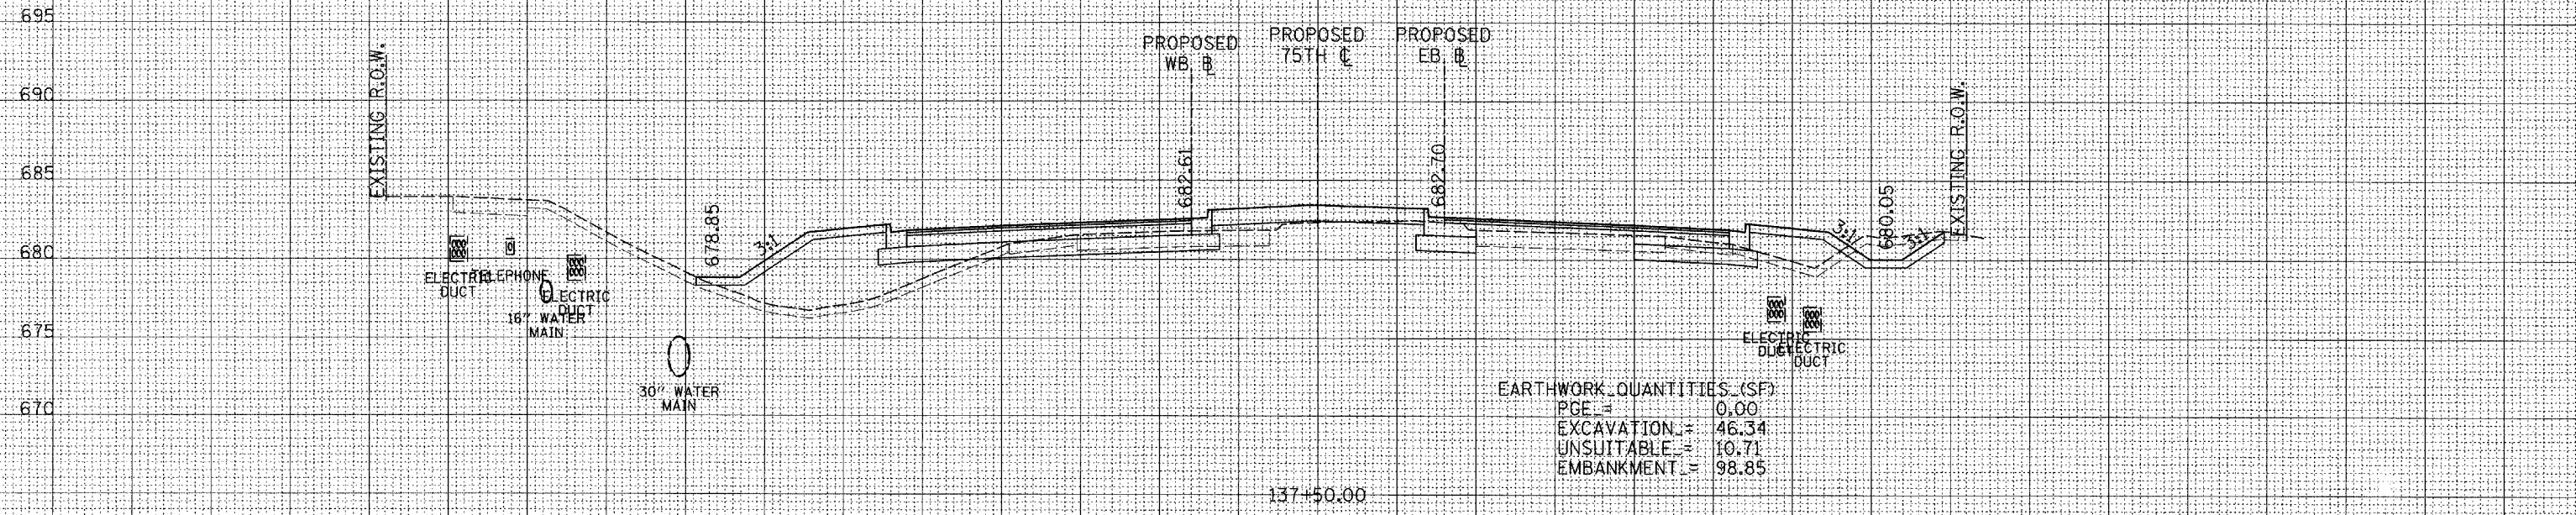 695
690
685
680
675
670
EXISTING R.O.W.
PROPOSED
WB BL
PROPOSED
75TH CL
PROPOSED
EB BL
EXISTING R.O.W.
682.61
682.70
678.85
3:1
3:1
680.05
3:1
ELECTRIC
DUCT
TELEPHONE
16" WATER
MAIN
ELECTRIC
DUCT
30" WATER
MAIN
ELECTRIC
DUCT
ELECTRIC
DUCT
EARTHWORK QUANTITIES (SF)
PGE = 0.00
EXCAVATION = 46.34
UNSUITABLE = 10.71
EMBANKMENT = 98.85
137+50.00